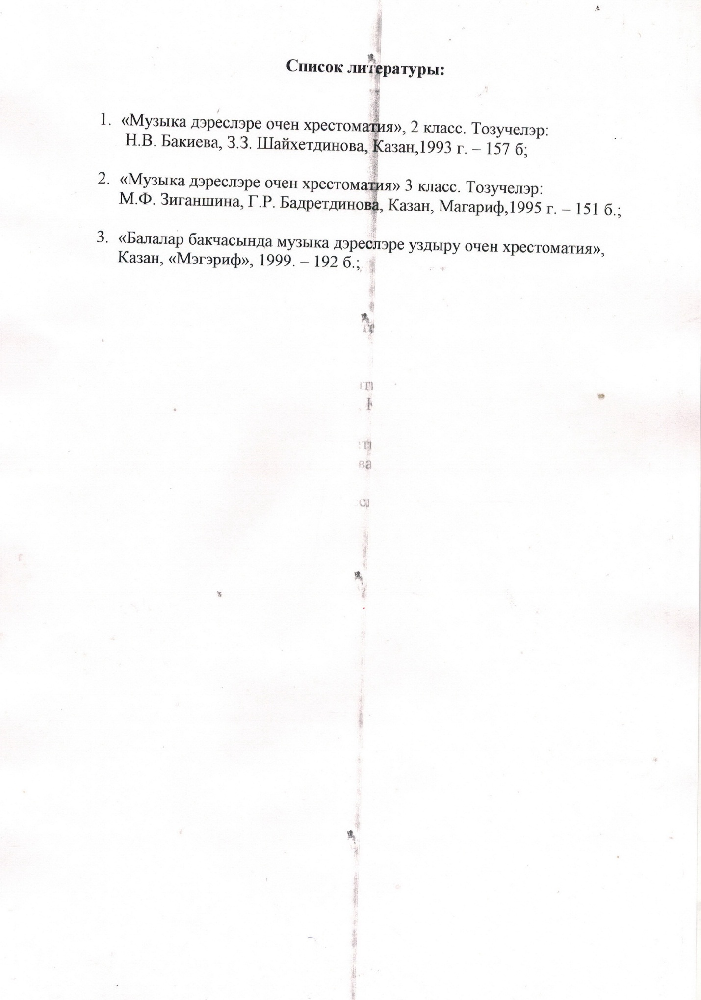 Список литературы:
1. «Музыка дэреслэре очен хрестоматия», 2 класс. Тозучелэр:
Н.В. Бакиева, З.З. Шайхетдинова, Казан,1993 г. – 157 б;
2. «Музыка дэреслэре очен хрестоматия» 3 класс. Тозучелэр:
М.Ф. Зиганшина, Г.Р. Бадретдинова, Казан, Магариф,1995 г. – 151 б.;
3. «Балалар бакчасында музыка дэреслэре уздыру очен хрестоматия»,
Казан, «Мэгэриф», 1999. – 192 б.;